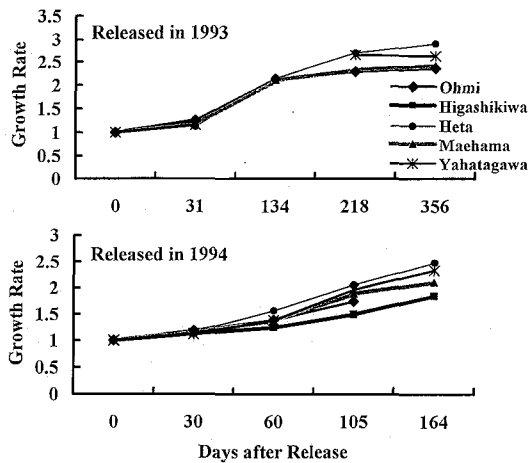 Released in 1993
Growth Rate
3.5
3
2.5
2
1.5
1
0.5
0
0 31 134 218 356
Ohmi
Higashikiwa
Heta
Maehama
Yahatagawa
Released in 1994
Growth Rate
3
2.5
2
1.5
1
0.5
0
0 30 60 105 164
Days after Release